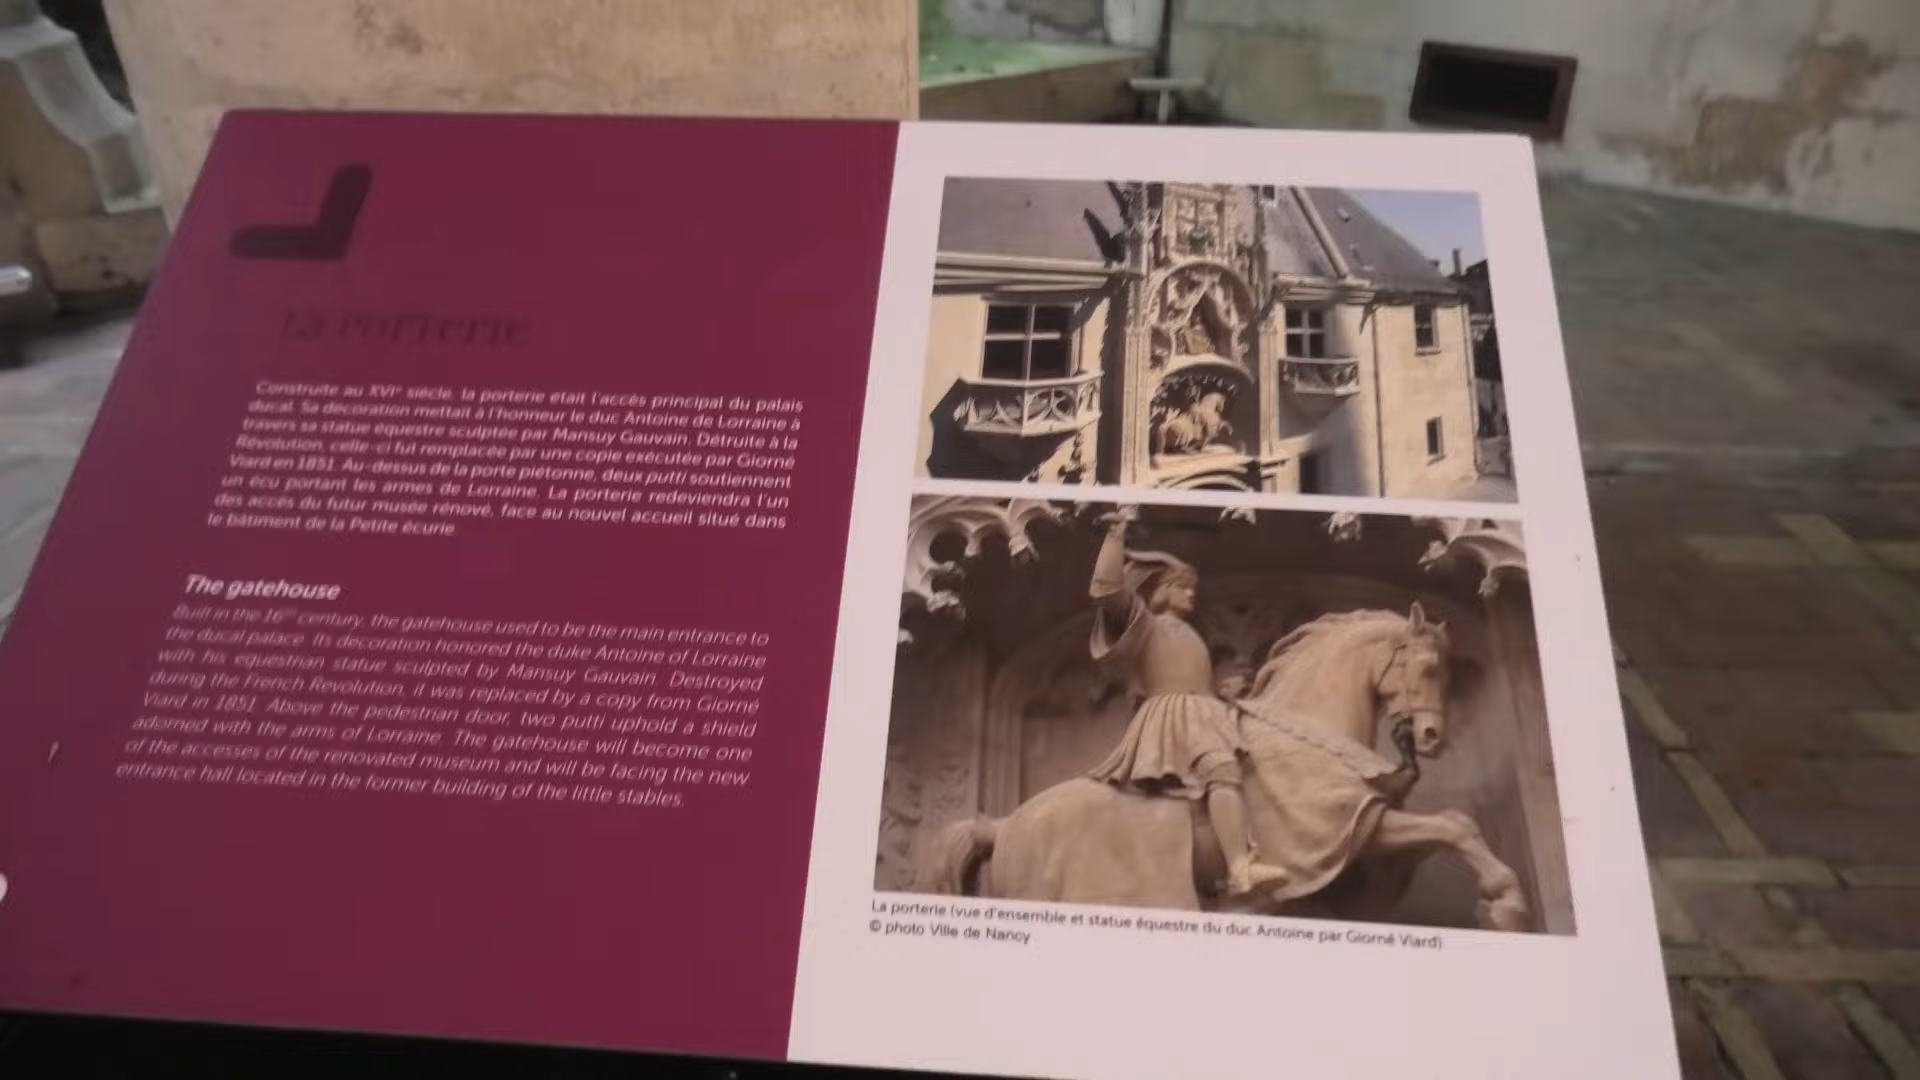 La Porterie
Construite au XVIᵉ siècle, la porterie était l'accès principal du palais
ducal. Sa décoration mettait à l'honneur le duc Antoine de Lorraine à
travers sa statue équestre sculptée par Mansuy Gauvain. Détruite à la
Révolution, celle-ci fut remplacée par une copie exécutée par Giorné
Viard en 1851. Au-dessus de la porte piétonne, deux putti soutiennent
un écu portant les armes de Lorraine. La porterie redeviendra l'un
des accès du futur musée rénové, face au nouvel accueil situé dans
le bâtiment de la Petite écurie.
The gatehouse
Built in the 16ᵗʰ century, the gatehouse used to be the main entrance to
the ducal palace. Its decoration honored the duke Antoine of Lorraine
with his equestrian statue sculpted by Mansuy Gauvain. Destroyed
during the French Revolution, it was replaced by a copy from Giorné
Viard in 1851. Above the pedestrian door, two putti uphold a shield
adorned with the arms of Lorraine. The gatehouse will become one
of the accesses of the renovated museum and will be facing the new
entrance hall located in the former building of the little stables.
La porterie (vue d'ensemble et statue équestre du duc Antoine par Giorné Viard)
© photo Ville de Nancy